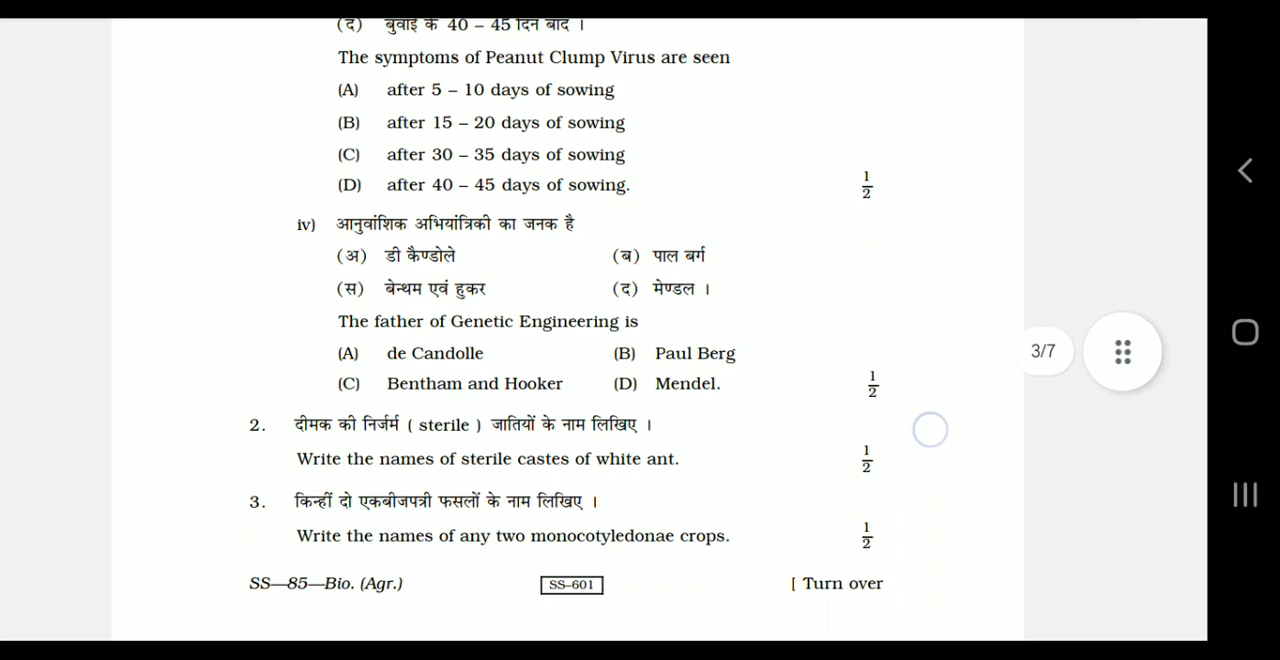 (द) बुवाई के 40 – 45 दिन बाद ।
The symptoms of Peanut Clump Virus are seen
(A) after 5 – 10 days of sowing
(B) after 15 – 20 days of sowing
(C) after 30 – 35 days of sowing
(D) after 40 – 45 days of sowing. 1/2
iv) आनुवांशिक अभियांत्रिकी का जनक है
(अ) डी कैण्डोले (ब) पाल बर्ग
(स) बेन्थम एवं हुकर (द) मेण्डल ।
The father of Genetic Engineering is
(A) de Candolle (B) Paul Berg
(C) Bentham and Hooker (D) Mendel. 1/2
3/7
2. दीमक की निर्जर्म ( sterile ) जातियों के नाम लिखिए ।
Write the names of sterile castes of white ant. 1/2
3. किन्हीं दो एकबीजपत्री फसलों के नाम लिखिए ।
Write the names of any two monocotyledonae crops. 1/2
SS—85—Bio. (Agr.) SS–601 [ Turn over